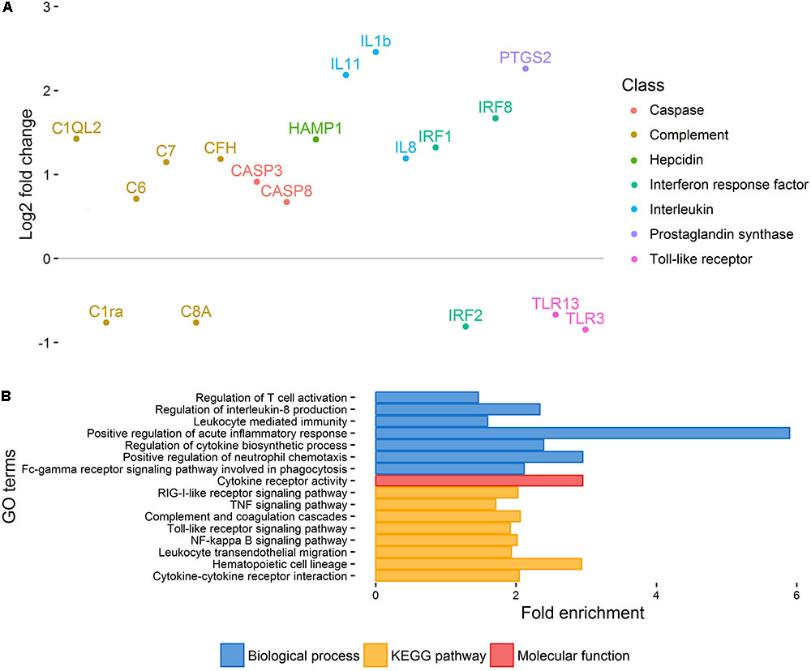 A
3
2
1
0
-1
Log2 fold change
IL1b
IL11
PTGS2
IRF8
C1QL2
HAMP1
IRF1
C7
CFH
IL8
CASP3
C6
CASP8
C1ra
C8A
IRF2
TLR13
TLR3
Class
Caspase
Complement
Hepcidin
Interferon response factor
Interleukin
Prostaglandin synthase
Toll-like receptor
B
GO terms
Regulation of T cell activation
Regulation of interleukin-8 production
Leukocyte mediated immunity
Positive regulation of acute inflammatory response
Regulation of cytokine biosynthetic process
Positive regulation of neutrophil chemotaxis
Fc-gamma receptor signaling pathway involved in phagocytosis
Cytokine receptor activity
RIG-I-like receptor signaling pathway
TNF signaling pathway
Complement and coagulation cascades
Toll-like receptor signaling pathway
NF-kappa B signaling pathway
Leukocyte transendothelial migration
Hematopoietic cell lineage
Cytokine-cytokine receptor interaction
0 2 4 6
Fold enrichment
Biological process KEGG pathway Molecular function